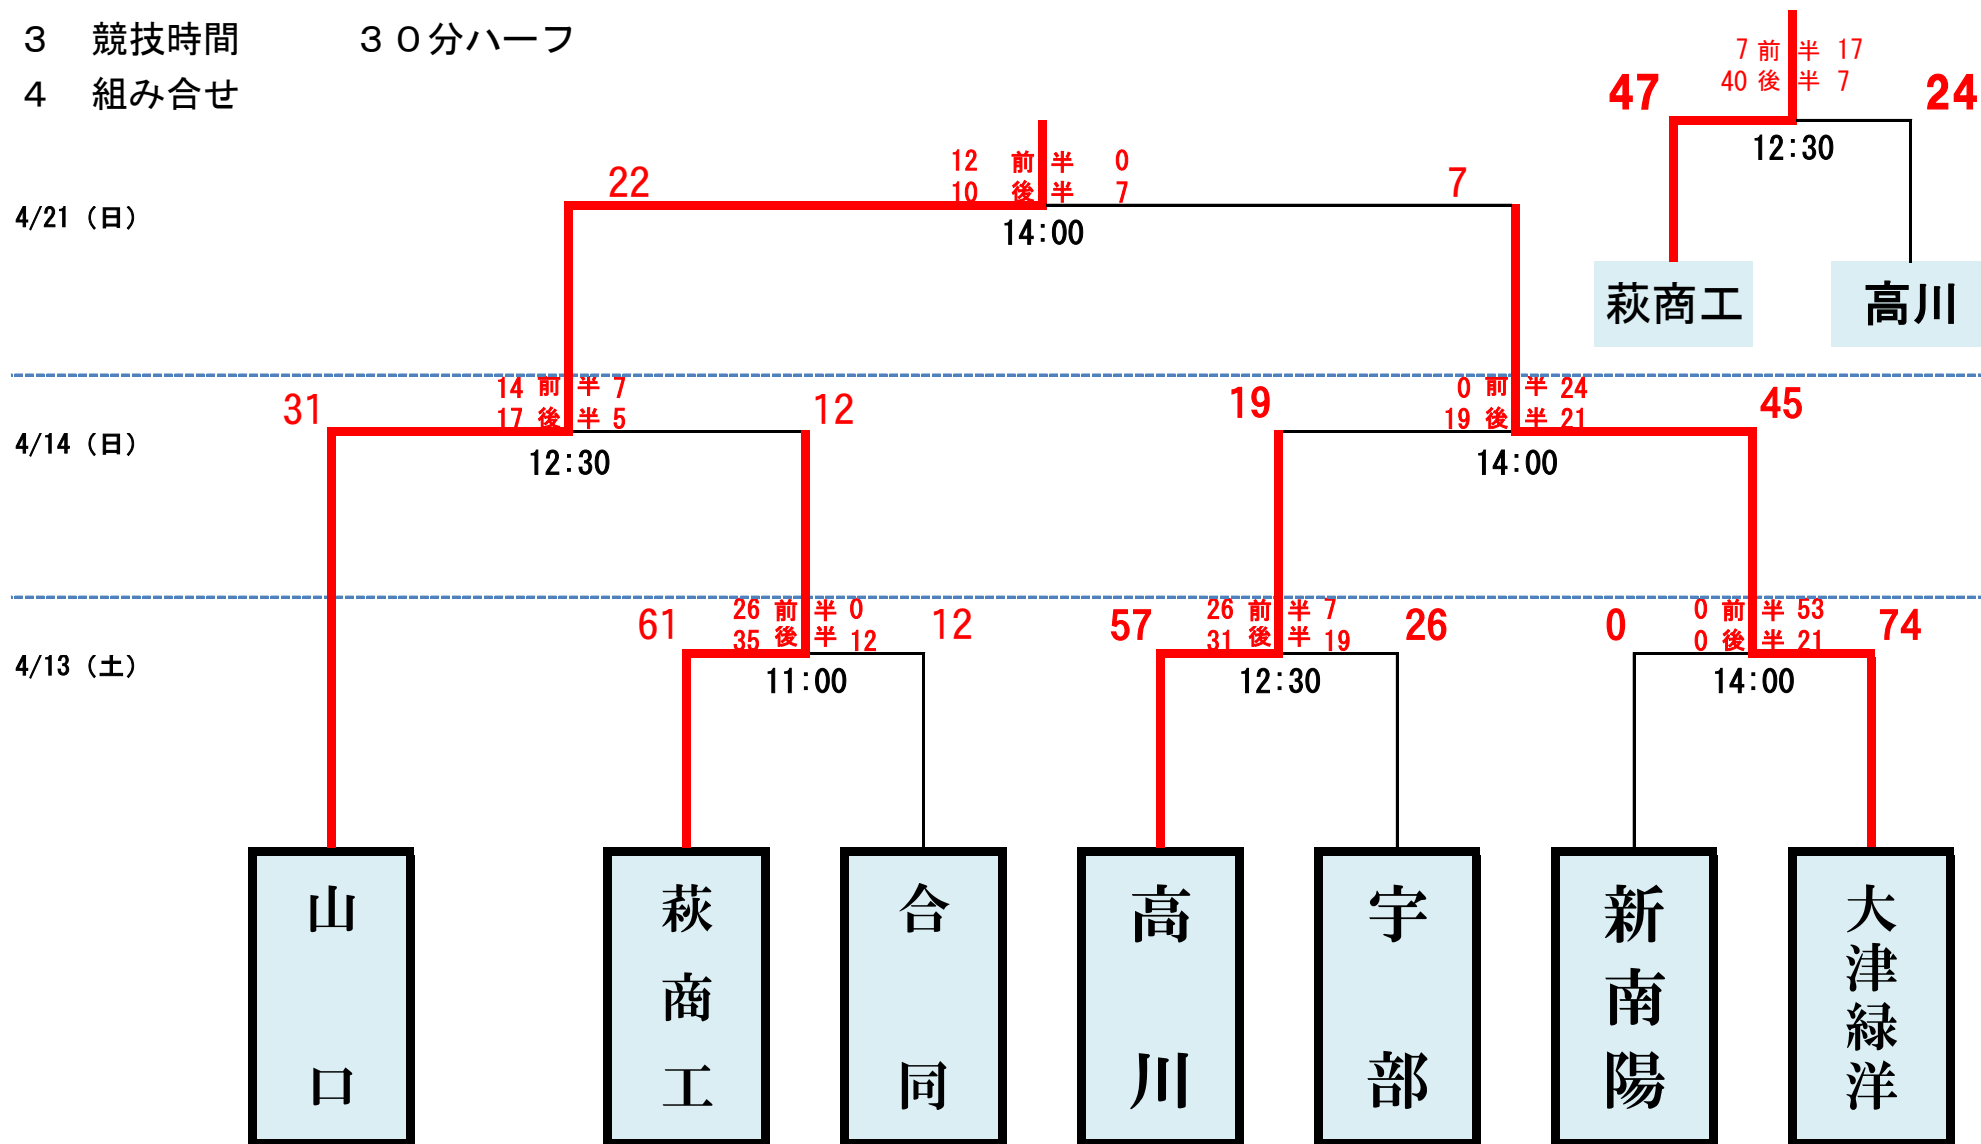 ３　競技時間　　　３０分ハーフ
４　組み合せ
7 前 半 17
40 後 半 7
47
24
12:30
萩商工
高川
4/21（日）
22
12 前 半 0
10 後 半 7
7
14:00
4/14（日）
31
14 前 半 7
17 後 半 5
12
12:30
19
0 前 半 24
19 後 半 21
45
14:00
4/13（土）
61
26 前 半 0
35 後 半 12
12
11:00
57
26 前 半 7
31 後 半 19
26
12:30
0
0 前 半 53
0 後 半 21
74
14:00
山口
萩商工
合同
高川
宇部
新南陽
大津緑洋